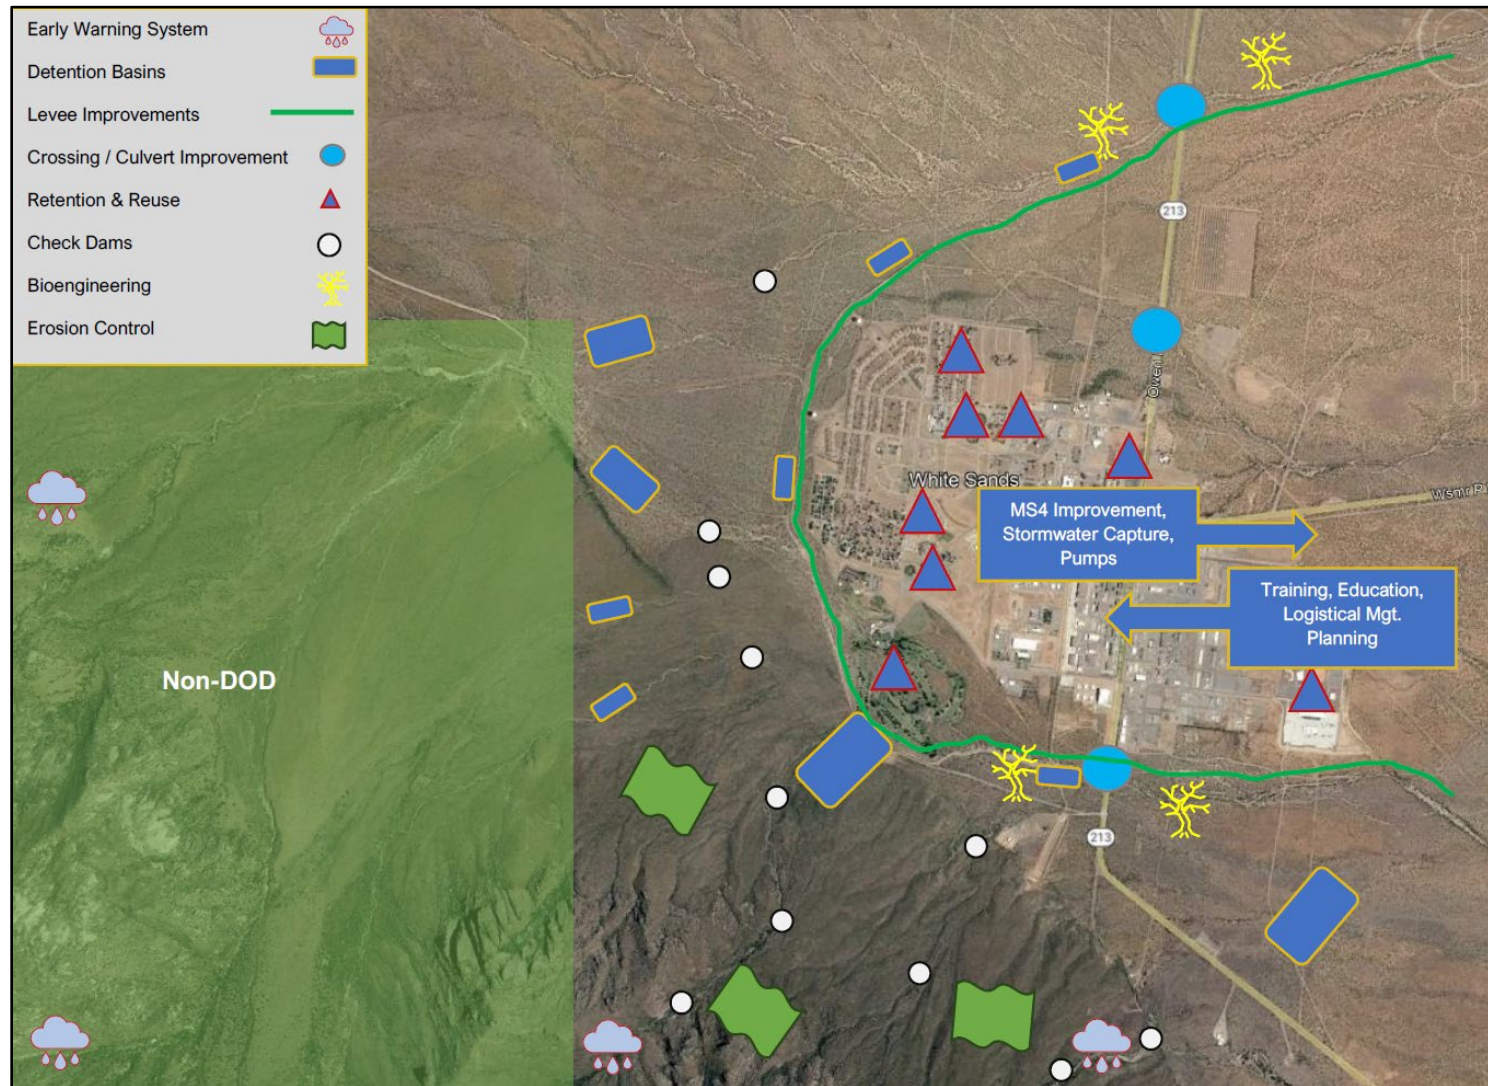 Early Warning System
Detention Basins
Levee Improvements
Crossing / Culvert Improvement
Retention & Reuse
Check Dams
Bioengineering
Erosion Control
213
White Sands
MS4 Improvement,
Stormwater Capture,
Pumps
Training, Education,
Logistical Mgt.
Planning
Non-DOD
213